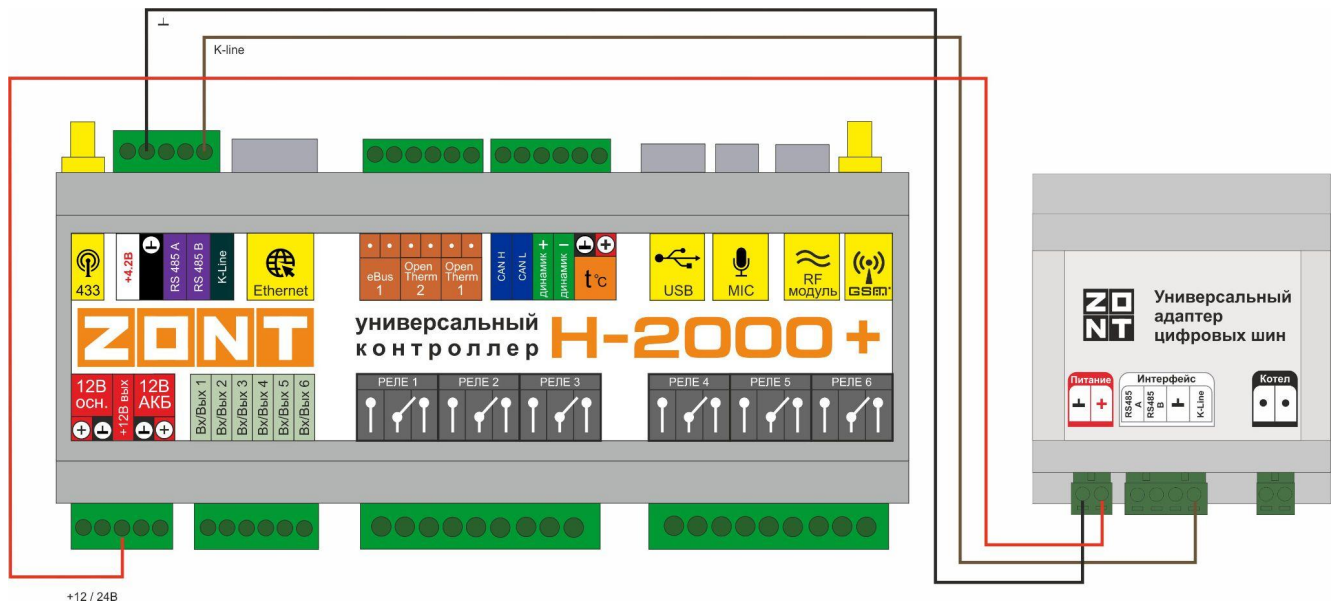 ⊥
K-line
433
+4.2В
RS 485 A
RS 485 B
K-Line
Ethernet
eBus
1
Open
Therm
2
Open
Therm
1
CAN H
CAN L
динамик +
динамик −
t°C
USB
MIC
RF
модуль
GSM
ZONT
универсальный
контроллер
H-2000+
12В
осн.
+12В вых
12В
АКБ
Вх/Вых 1
Вх/Вых 2
Вх/Вых 3
Вх/Вых 4
Вх/Вых 5
Вх/Вых 6
РЕЛЕ 1
РЕЛЕ 2
РЕЛЕ 3
РЕЛЕ 4
РЕЛЕ 5
РЕЛЕ 6
ZONT
Универсальный
адаптер
цифровых шин
Питание
Интерфейс
RS485
A
RS485
B
K-Line
Котел
+12 / 24В